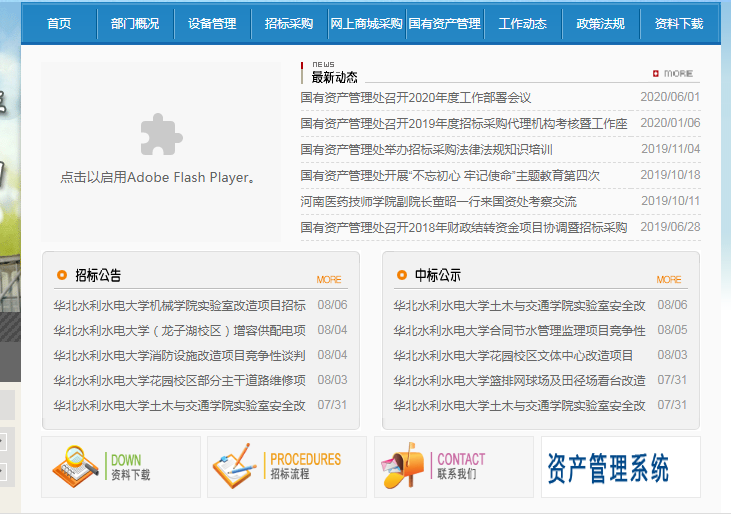 首页 部门概况 设备管理 招标采购 网上商城采购 国有资产管理 工作动态 政策法规 资料下载
点击以启用Adobe Flash Player。
NEWS
最新动态 MORE
国有资产管理处召开2020年度工作部署会议 2020/06/01
国有资产管理处召开2019年度招标采购代理机构考核暨工作座 2020/01/06
国有资产管理处举办招标采购法律法规知识培训 2019/11/04
国有资产管理处开展“不忘初心 牢记使命”主题教育第四次 2019/10/18
河南医药技师学院副院长董昭一行来国资处考察交流 2019/10/11
国有资产管理处召开2018年财政结转资金项目协调暨招标采购 2019/06/28
招标公告 MORE
华北水利水电大学机械学院实验室改造项目招标 08/06
华北水利水电大学（龙子湖校区）增容供配电项 08/04
华北水利水电大学消防设施改造项目竞争性谈判 08/04
华北水利水电大学花园校区部分主干道路维修项 08/03
华北水利水电大学土木与交通学院实验室安全改 07/31
中标公示 MORE
华北水利水电大学土木与交通学院实验室安全改 08/06
华北水利水电大学合同节水管理监理项目竞争性 08/05
华北水利水电大学花园校区文体中心改造项目 08/03
华北水利水电大学篮排网球场及田径场看台改造 07/31
华北水利水电大学土木与交通学院实验室安全改 07/31
DOWN
资料下载
PROCEDURES
招标流程
CONTACT
联系我们
资产管理系统